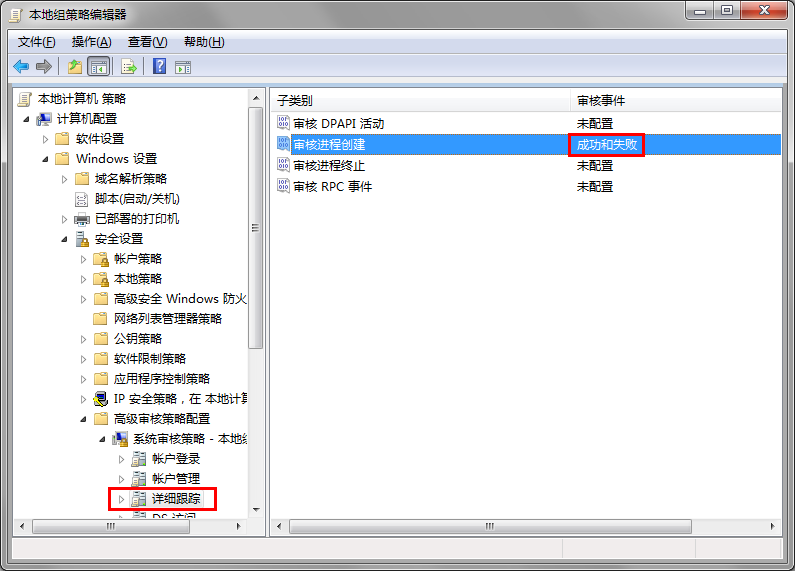 本地组策略编辑器
文件(F) 操作(A) 查看(V) 帮助(H)
本地计算机 策略
计算机配置
软件设置
Windows 设置
域名解析策略
脚本(启动/关机)
已部署的打印机
安全设置
帐户策略
本地策略
高级安全 Windows 防火
网络列表管理器策略
公钥策略
软件限制策略
应用程序控制策略
IP 安全策略，在 本地计算
高级审核策略配置
系统审核策略 - 本地组
帐户登录
帐户管理
详细跟踪
DS 访问
子类别 审核事件
审核 DPAPI 活动 未配置
审核进程创建 成功和失败
审核进程终止 未配置
审核 RPC 事件 未配置